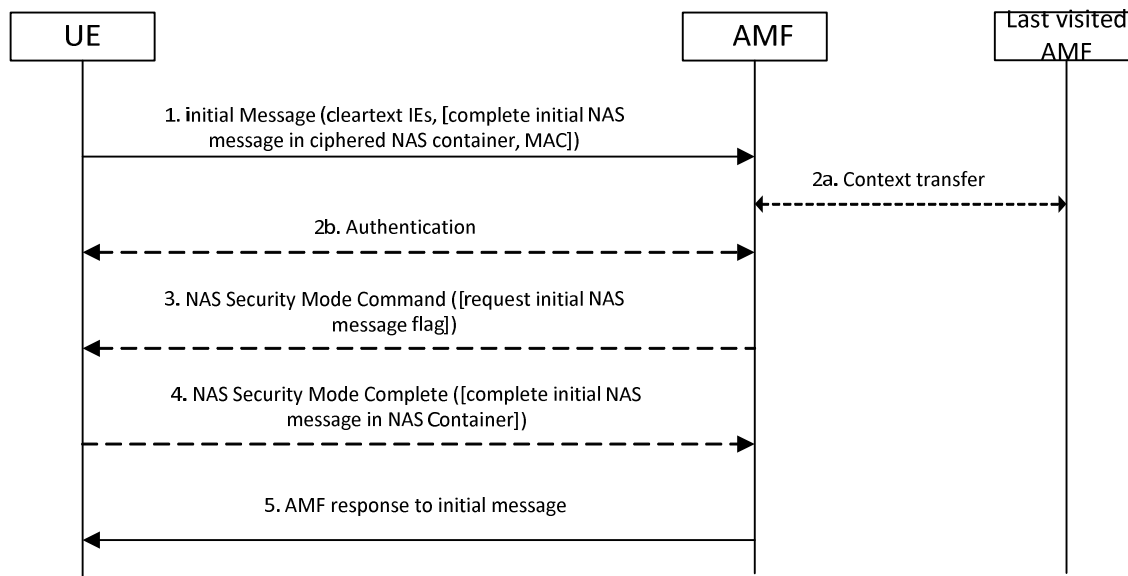 UE
AMF
Last visited
AMF
1. Initial Message (cleartext IEs, [complete initial NAS
message in ciphered NAS container, MAC])
2a. Context transfer
2b. Authentication
3. NAS Security Mode Command ([request initial NAS
message flag])
4. NAS Security Mode Complete ([complete initial NAS
message in NAS Container])
5. AMF response to initial message